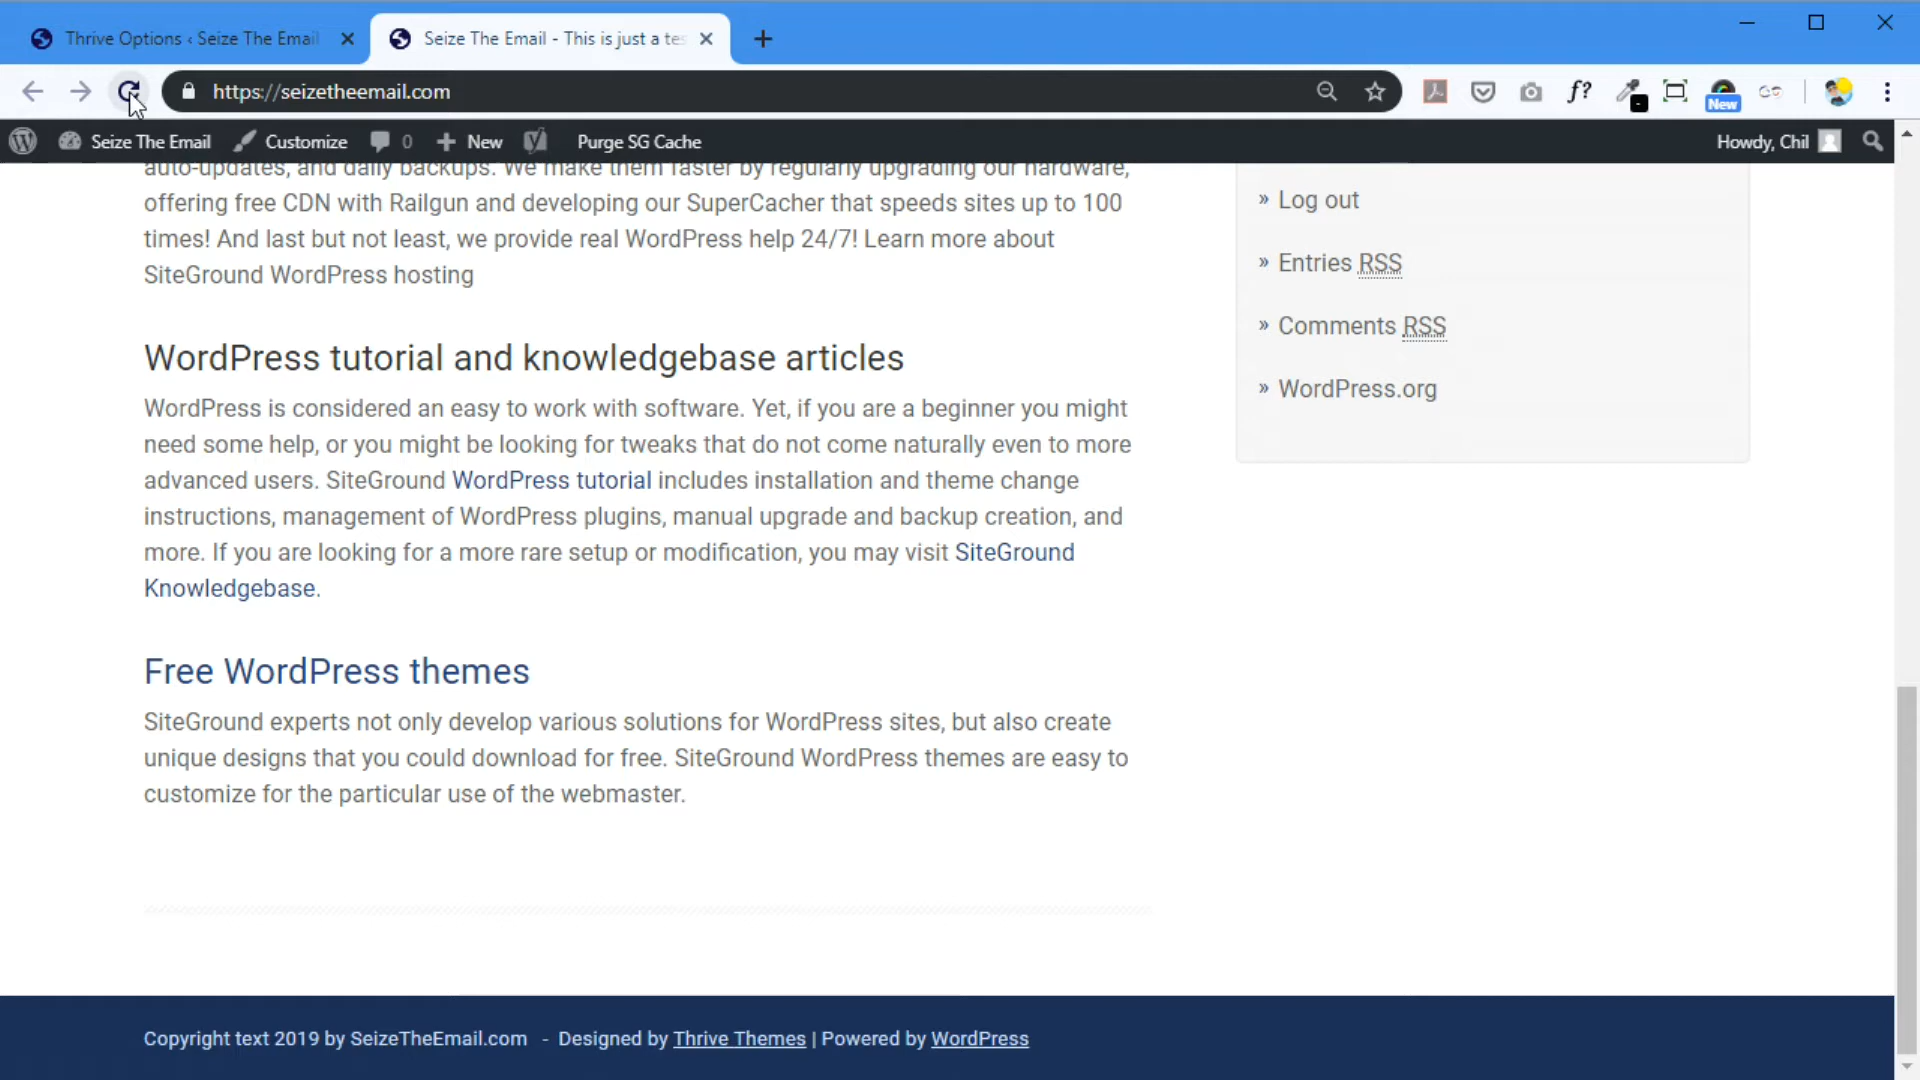 Thrive Options ‹ Seize The Email
Seize The Email - This is just a tes
https://seizetheemail.com
f?
New
Seize The Email
Customize
0
New
Purge SG Cache
Howdy, Chil
auto-updates, and daily backups. We make them faster by regularly upgrading our hardware,
offering free CDN with Railgun and developing our SuperCacher that speeds sites up to 100
times! And last but not least, we provide real WordPress help 24/7! Learn more about
SiteGround WordPress hosting
WordPress tutorial and knowledgebase articles
WordPress is considered an easy to work with software. Yet, if you are a beginner you might
need some help, or you might be looking for tweaks that do not come naturally even to more
advanced users. SiteGround WordPress tutorial includes installation and theme change
instructions, management of WordPress plugins, manual upgrade and backup creation, and
more. If you are looking for a more rare setup or modification, you may visit SiteGround
Knowledgebase.
Free WordPress themes
SiteGround experts not only develop various solutions for WordPress sites, but also create
unique designs that you could download for free. SiteGround WordPress themes are easy to
customize for the particular use of the webmaster.
» Log out
» Entries RSS
» Comments RSS
» WordPress.org
Copyright text 2019 by SeizeTheEmail.com - Designed by Thrive Themes | Powered by WordPress